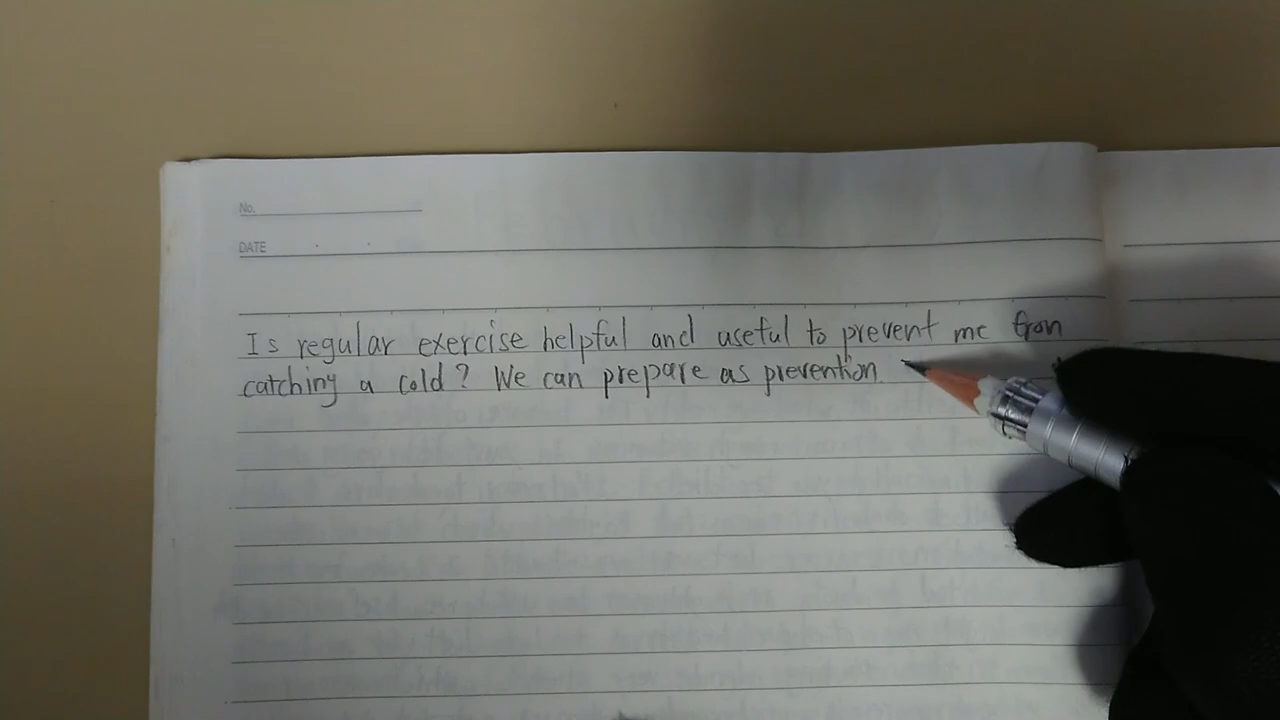 No.
DATE
Is regular exercise helpful and useful to prevent me from
catching a cold? We can prepare as prevention.